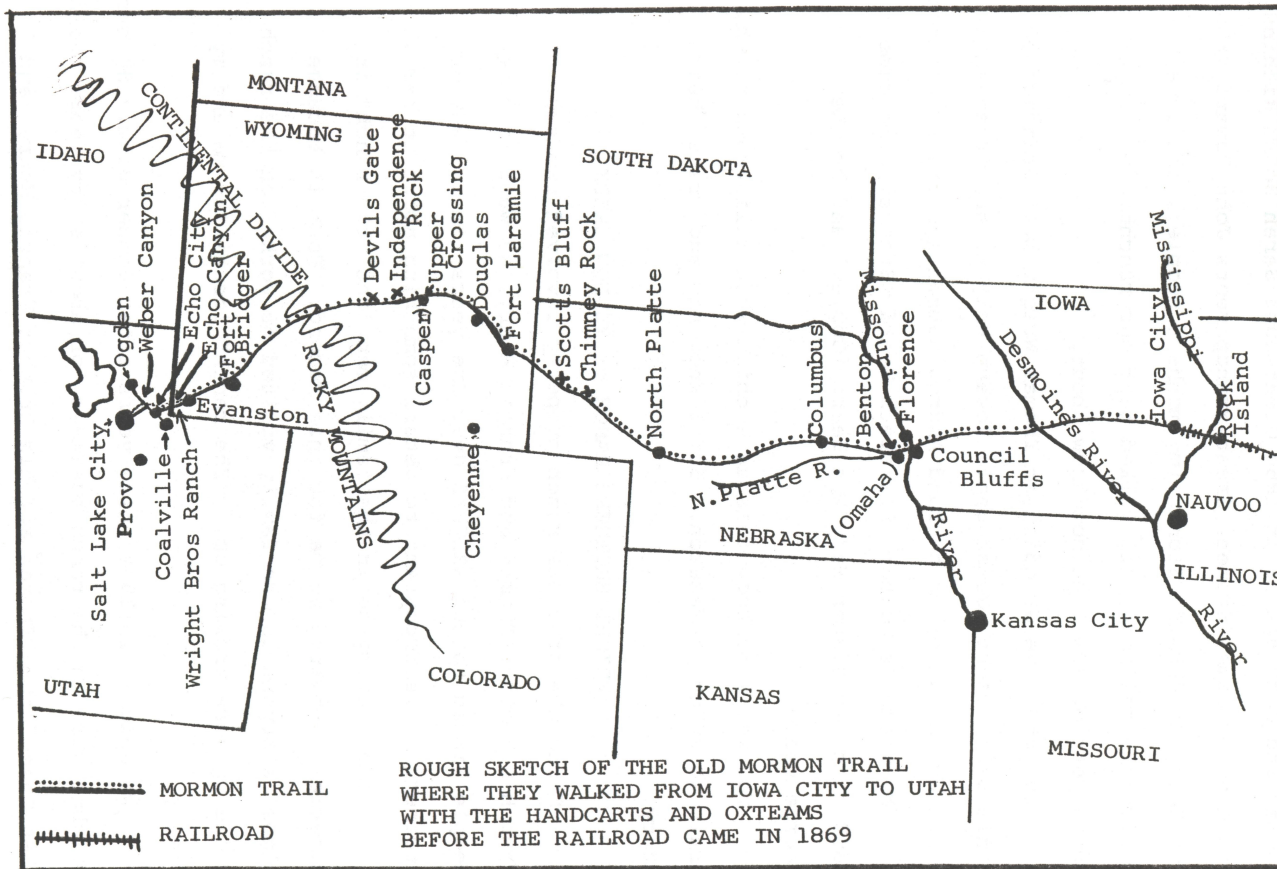 MONTANA
WYOMING
CONTINENTAL DIVIDE
IDAHO
SOUTH DAKOTA
Ogden
Weber Canyon
Echo City
Echo Canyon
Fort
Bridger
Devils Gate
Independence
Rock
Upper
Crossing
(Casper)
Douglas
Fort Laramie
Scotts Bluff
Chimney Rock
North Platte
Columbus
Benton
Missouri
Florence
IOWA
Desmoines River
Iowa City
Mississippi
Rock
Island
Evanston
ROCKY MOUNTAINS
Salt Lake City
Provo
Coalville
Wright Bros Ranch
Cheyenne
N.Platte R.
(Omaha)
Council
Bluffs
NAUVOO
NEBRASKA
River
ILLINOIS
Kansas City
River
UTAH
COLORADO
KANSAS
MISSOURI
MORMON TRAIL
RAILROAD
ROUGH SKETCH OF THE OLD MORMON TRAIL
WHERE THEY WALKED FROM IOWA CITY TO UTAH
WITH THE HANDCARTS AND OXTEAMS
BEFORE THE RAILROAD CAME IN 1869